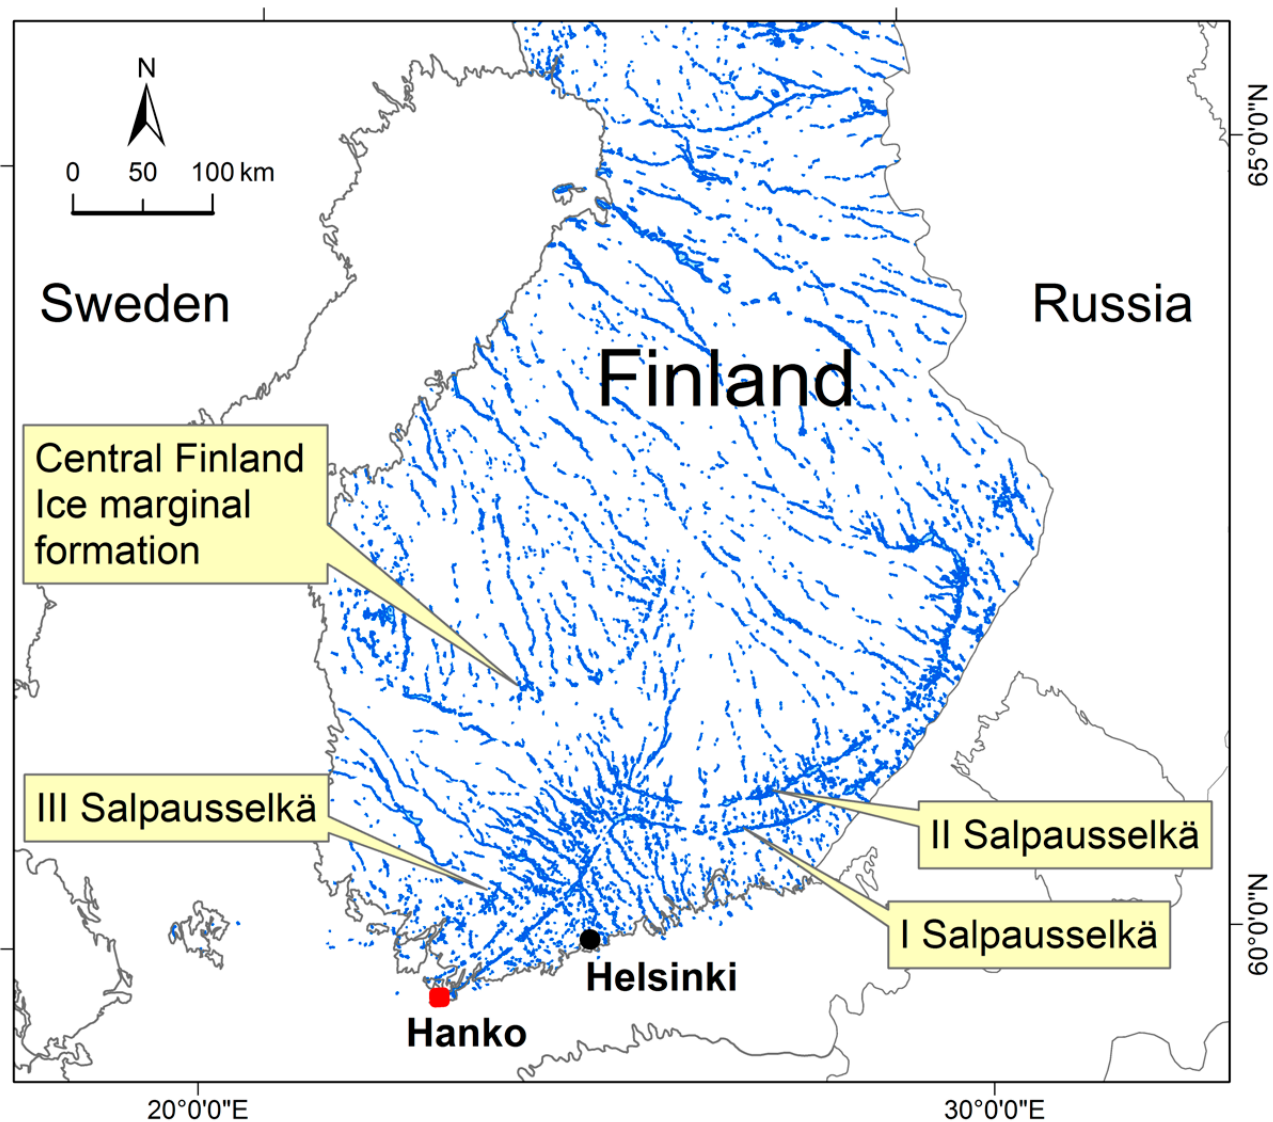 N
0 50 100 km
65°0'0"N
Sweden
Russia
Finland
Central Finland
Ice marginal
formation
III Salpausselkä
II Salpausselkä
I Salpausselkä
60°0'0"N
Helsinki
Hanko
20°0'0"E
30°0'0"E